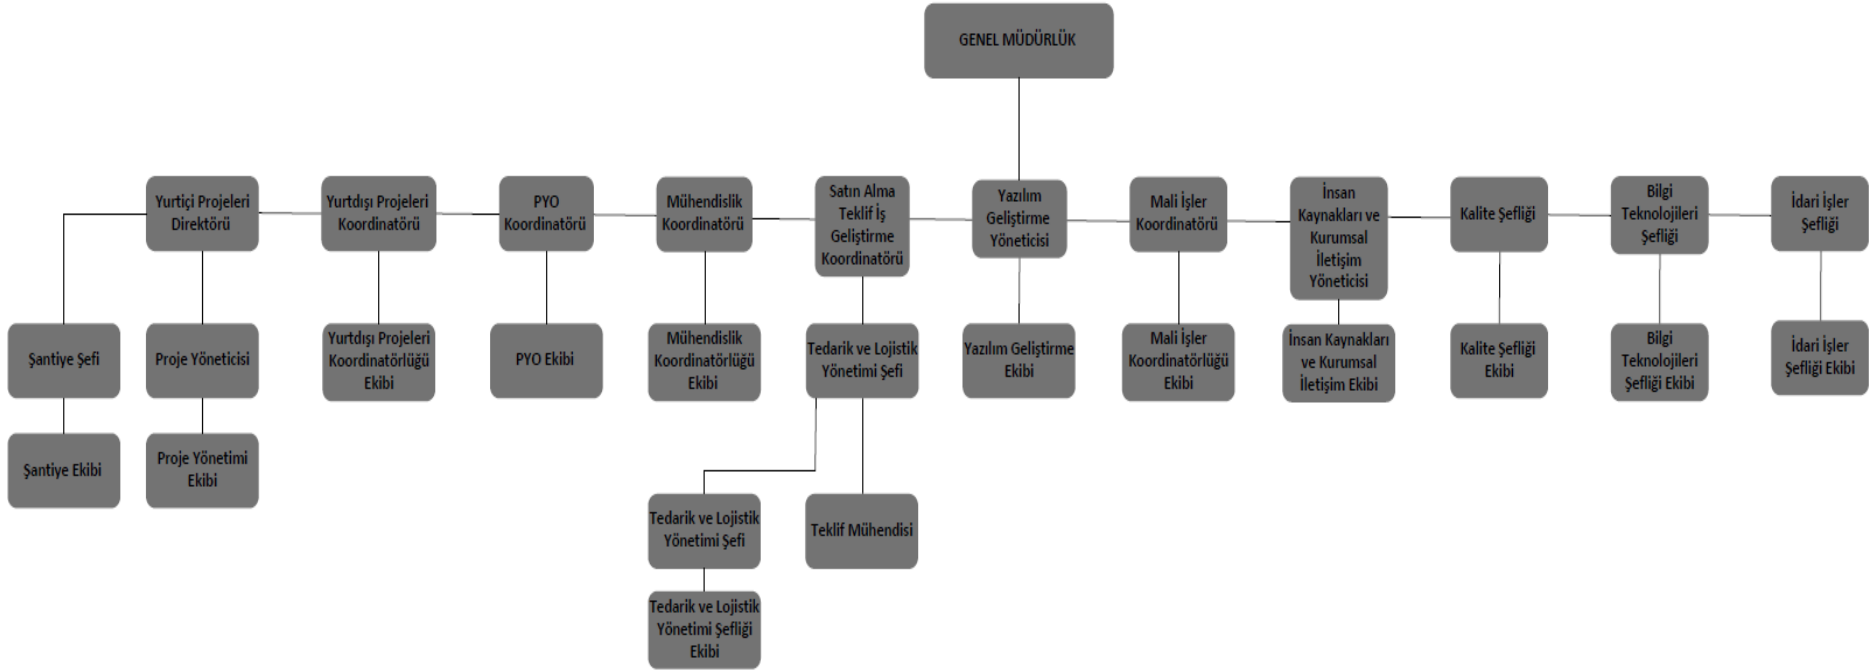 GENEL MÜDÜRLÜK
Yurtiçi Projeleri
Direktörü
Yurtdışı Projeleri
Koordinatörü
PYO
Koordinatörü
Mühendislik
Koordinatörü
Satın Alma
Teklif İş
Geliştirme
Koordinatörü
Yazılım
Geliştirme
Yöneticisi
Mali İşler
Koordinatörü
İnsan
Kaynakları ve
Kurumsal
İletişim
Yöneticisi
Kalite Şefliği
Bilgi
Teknolojileri
Şefliği
İdari İşler
Şefliği
Şantiye Şefi
Proje Yöneticisi
Yurtdışı Projeleri
Koordinatörlüğü
Ekibi
PYO Ekibi
Mühendislik
Koordinatörlüğü
Ekibi
Tedarik ve Lojistik
Yönetimi Şefi
Yazılım Geliştirme
Ekibi
Mali İşler
Koordinatörlüğü
Ekibi
İnsan Kaynakları
ve Kurumsal
İletişim Ekibi
Kalite Şefliği
Ekibi
Bilgi
Teknolojileri
Şefliği Ekibi
İdari İşler
Şefliği Ekibi
Şantiye Ekibi
Proje Yönetimi
Ekibi
Tedarik ve Lojistik
Yönetimi Şefi
Teklif Mühendisi
Tedarik ve Lojistik
Yönetimi Şefliği
Ekibi